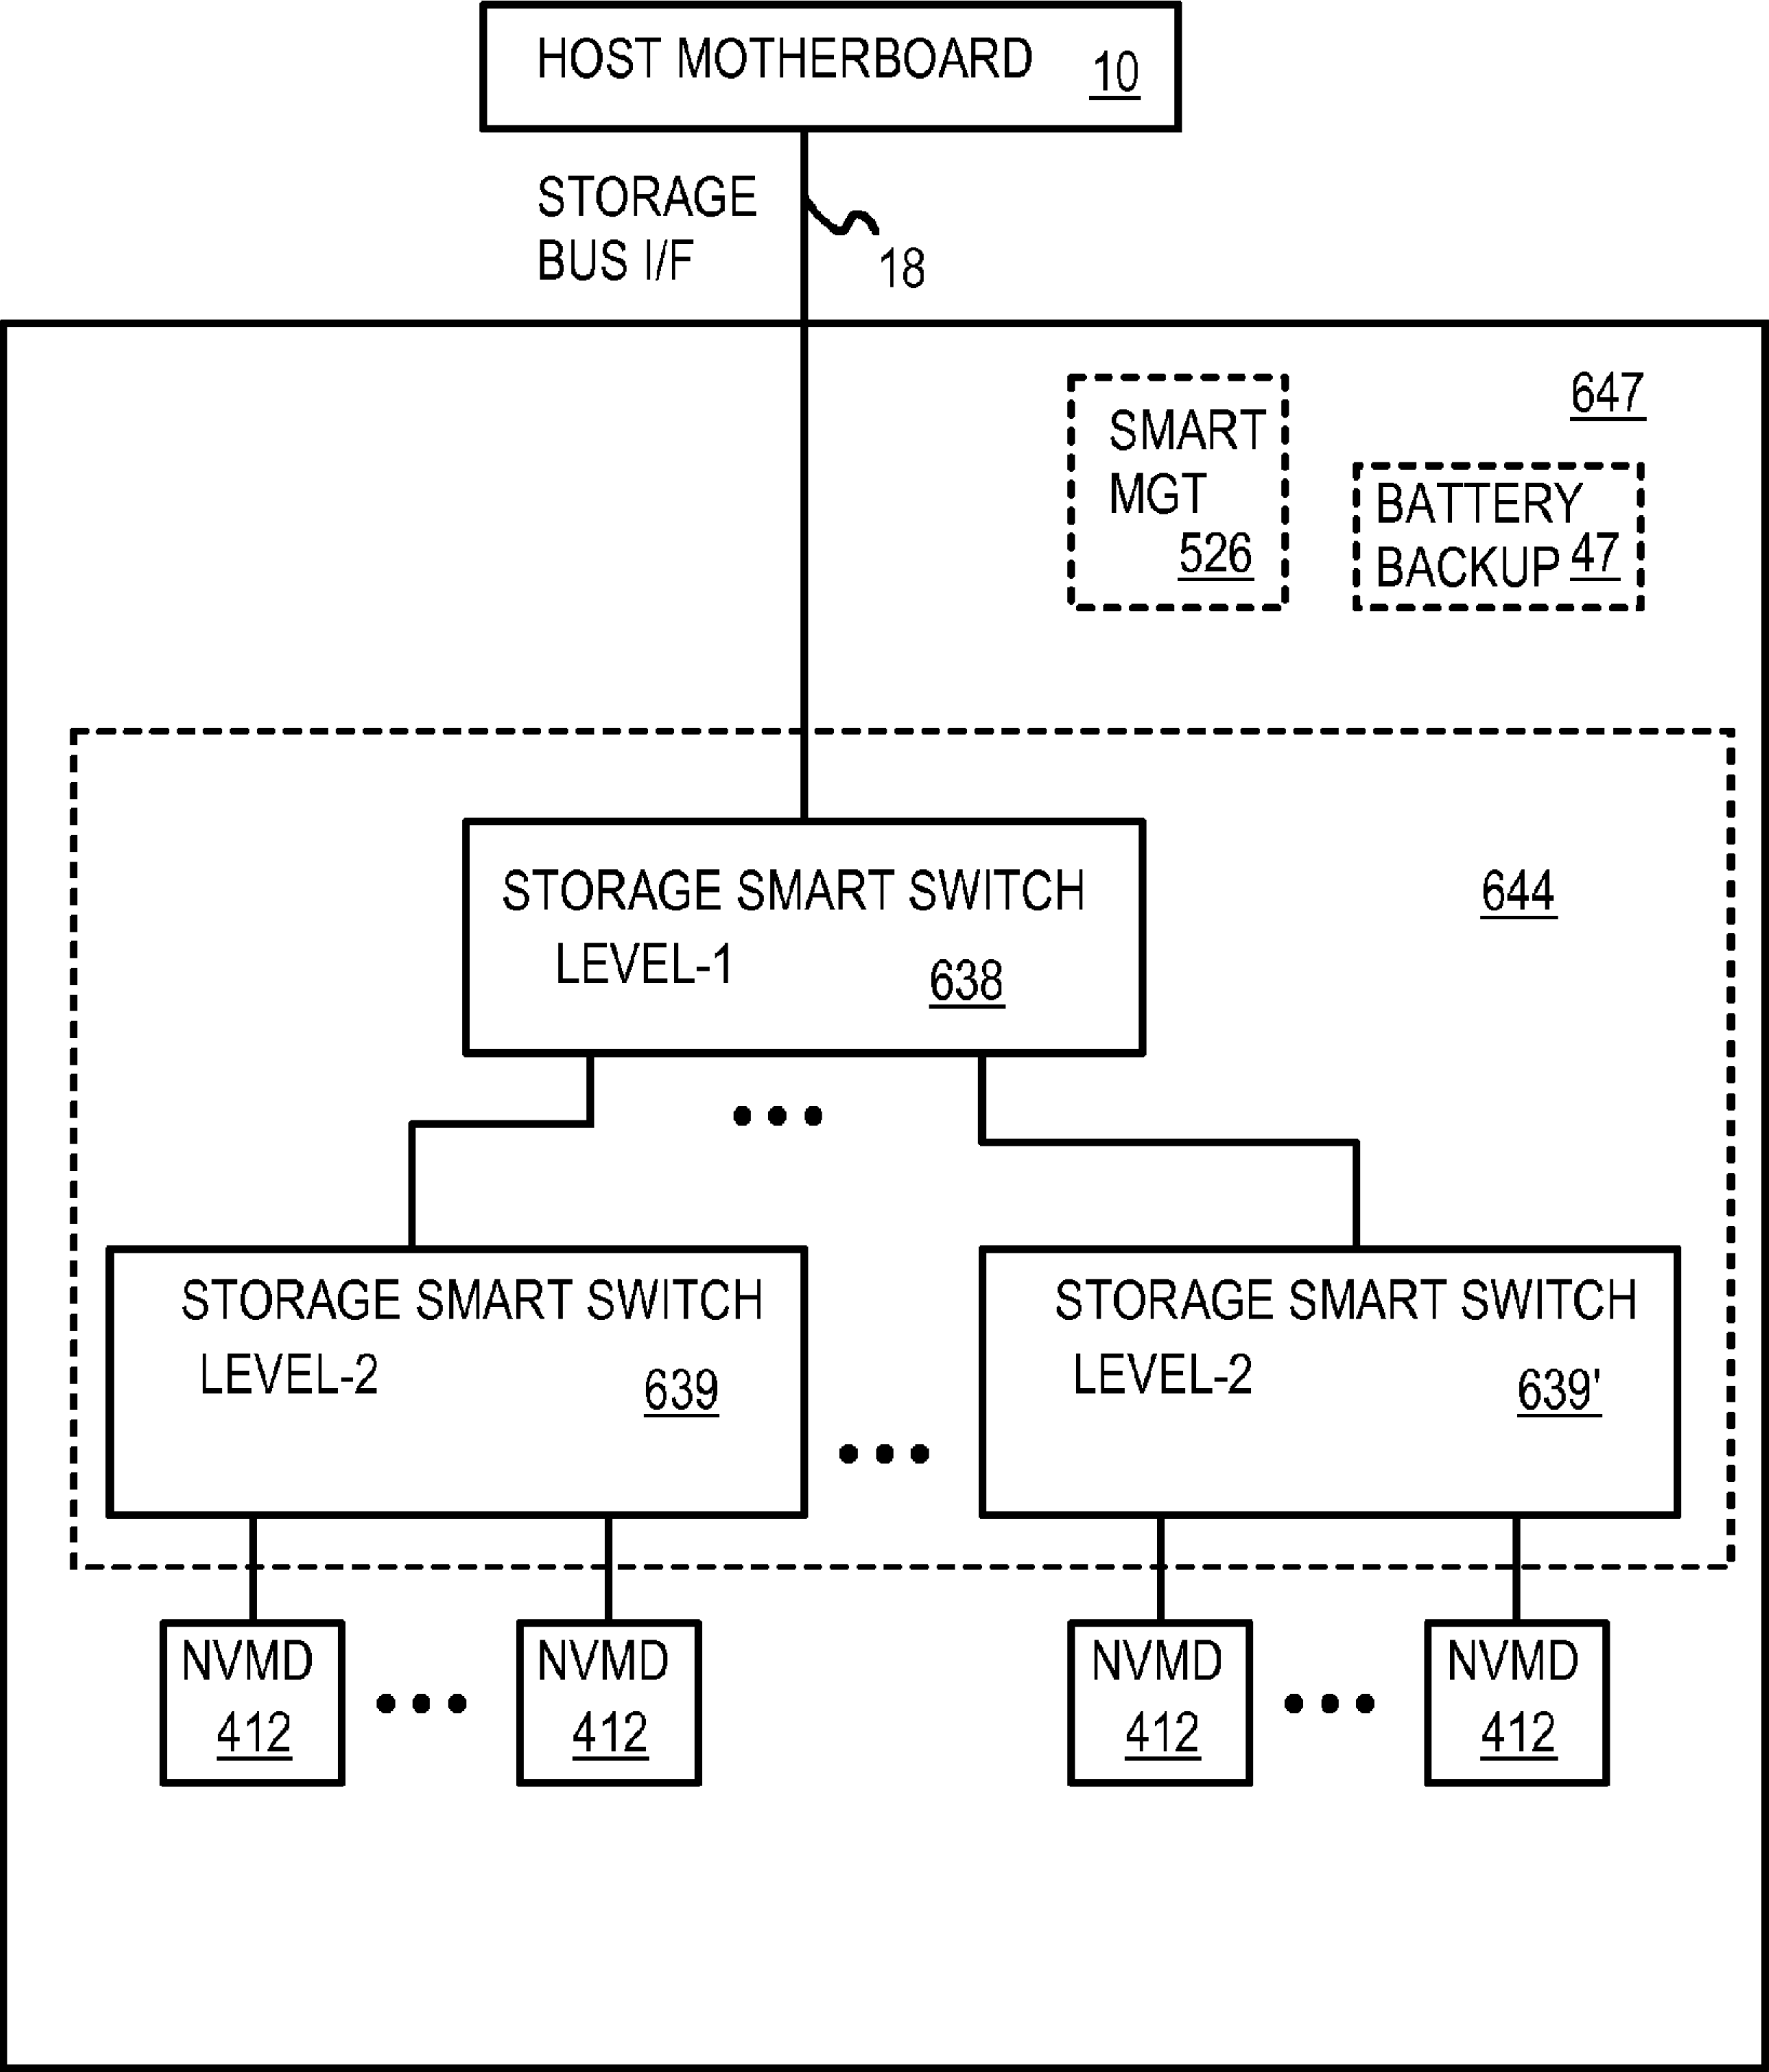 HOST MOTHERBOARD 10
STORAGE
BUS I/F
18
647
SMART
MGT
526
BATTERY
BACKUP 47
STORAGE SMART SWITCH
LEVEL-1 638
644
STORAGE SMART SWITCH
LEVEL-2 639
STORAGE SMART SWITCH
LEVEL-2 639'
NVMD
412
NVMD
412
NVMD
412
NVMD
412